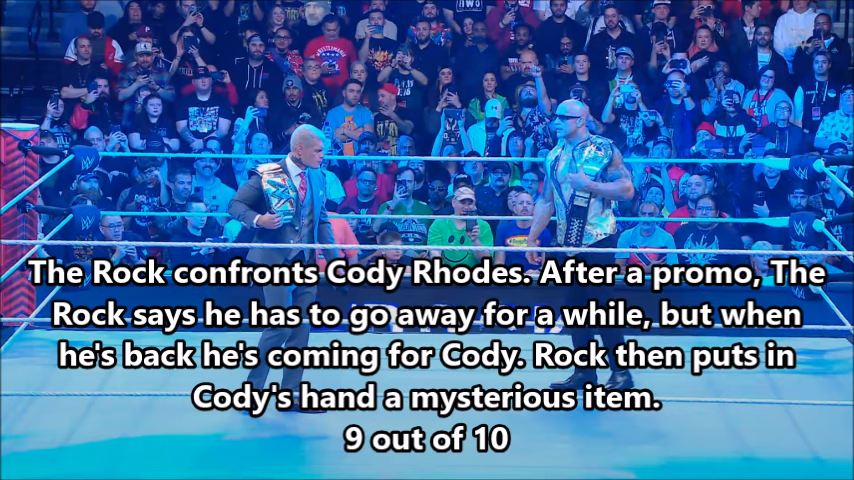 The Rock confronts Cody Rhodes. After a promo, The
Rock says he has to go away for a while, but when
he's back he's coming for Cody. Rock then puts in
Cody's hand a mysterious item.
9 out of 10